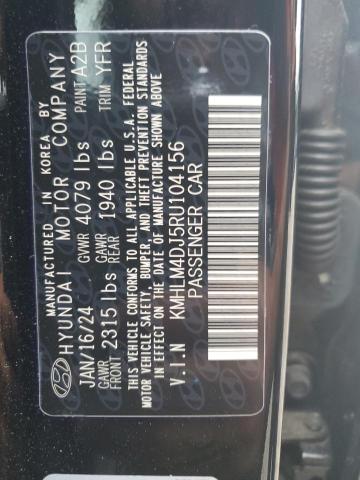 MANUFACTURED IN KOREA BY
HYUNDAI MOTOR COMPANY
JAN/16/24 GVWR 4079 lbs PAINT A2B
GAWR FRONT 2315 lbs GAWR REAR 1940 lbs TRIM YFR
THIS VEHICLE CONFORMS TO ALL APPLICABLE U.S.A. FEDERAL
MOTOR VEHICLE SAFETY, BUMPER, AND THEFT PREVENTION STANDARDS
IN EFFECT ON THE DATE OF MANUFACTURE SHOWN ABOVE
V.I.N KMHLM4DJ5RU104156
PASSENGER CAR